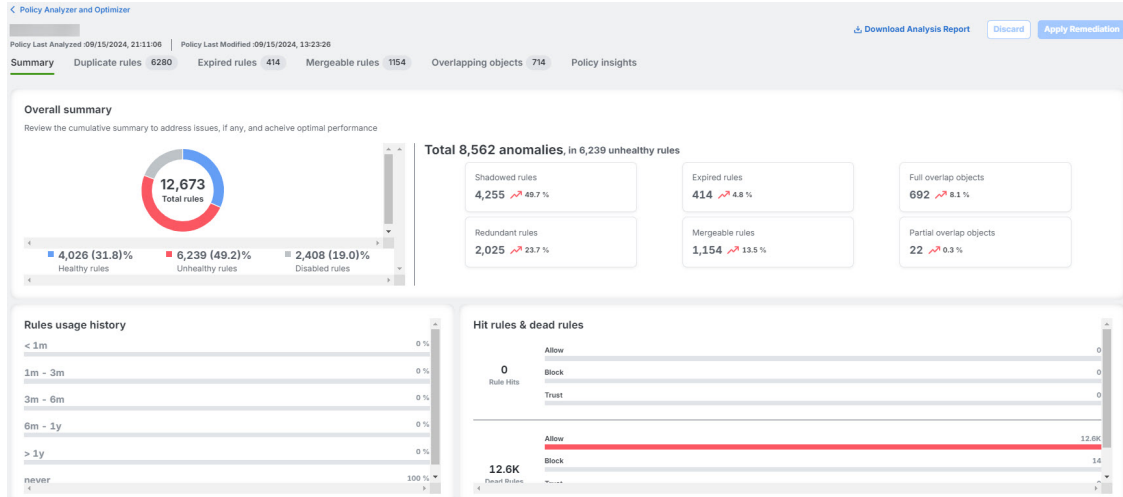 Policy Analyzer and Optimizer
Download Analysis Report
Discard
Apply Remediation
Policy Last Analyzed :09/15/2024, 21:11:06
Policy Last Modified :09/15/2024, 13:23:26
Summary
Duplicate rules 6280
Expired rules 414
Mergeable rules 1154
Overlapping objects 714
Policy insights
Overall summary
Review the cumulative summary to address issues, if any, and acheive optimal performance
12,673
Total rules
4,026 (31.8)%
Healthy rules
6,239 (49.2)%
Unhealthy rules
2,408 (19.0)%
Disabled rules
Total 8,562 anomalies, in 6,239 unhealthy rules
Shadowed rules
4,255 49.7 %
Expired rules
414 4.8 %
Full overlap objects
692 8.1 %
Redundant rules
2,025 23.7 %
Mergeable rules
1,154 13.5 %
Partial overlap objects
22 0.3 %
Rules usage history
< 1m 0 %
1m - 3m 0 %
3m - 6m 0 %
6m - 1y 0 %
> 1y 0 %
never 100 %
Hit rules & dead rules
0
Rule Hits
Allow 0
Block 0
Trust 0
12.6K
Dead Rules
Allow 12.6K
Block 14
Trust